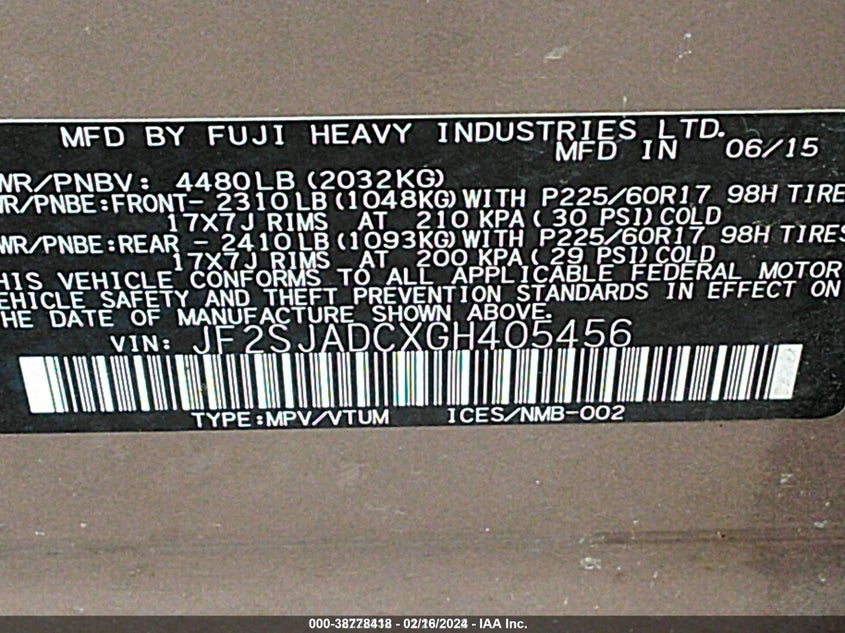 MFD BY FUJI HEAVY INDUSTRIES LTD.
MFD IN 06/15
WR/PNBV: 4480LB (2032KG)
WR/PNBE:FRONT- 2310LB (1048KG) WITH P225/60R17 98H TIRE
17X7J RIMS AT 210 KPA (30 PSI) COLD
WR/PNBE:REAR - 2410LB (1093KG) WITH P225/60R17 98H TIRES
17X7J RIMS AT 200 KPA (29 PSI) COLD
HIS VEHICLE CONFORMS TO ALL APPLICABLE FEDERAL MOTOR
EHICLE SAFETY AND THEFT PREVENTION STANDARDS IN EFFECT ON
HE DATE OF MANUFACTURE SHOWN ABOVE.
VIN: JF2SJADCXGH405456
TYPE:MPV/VTUM ICES/NMB-002
000-38778418 - 02/16/2024 - IAA Inc.